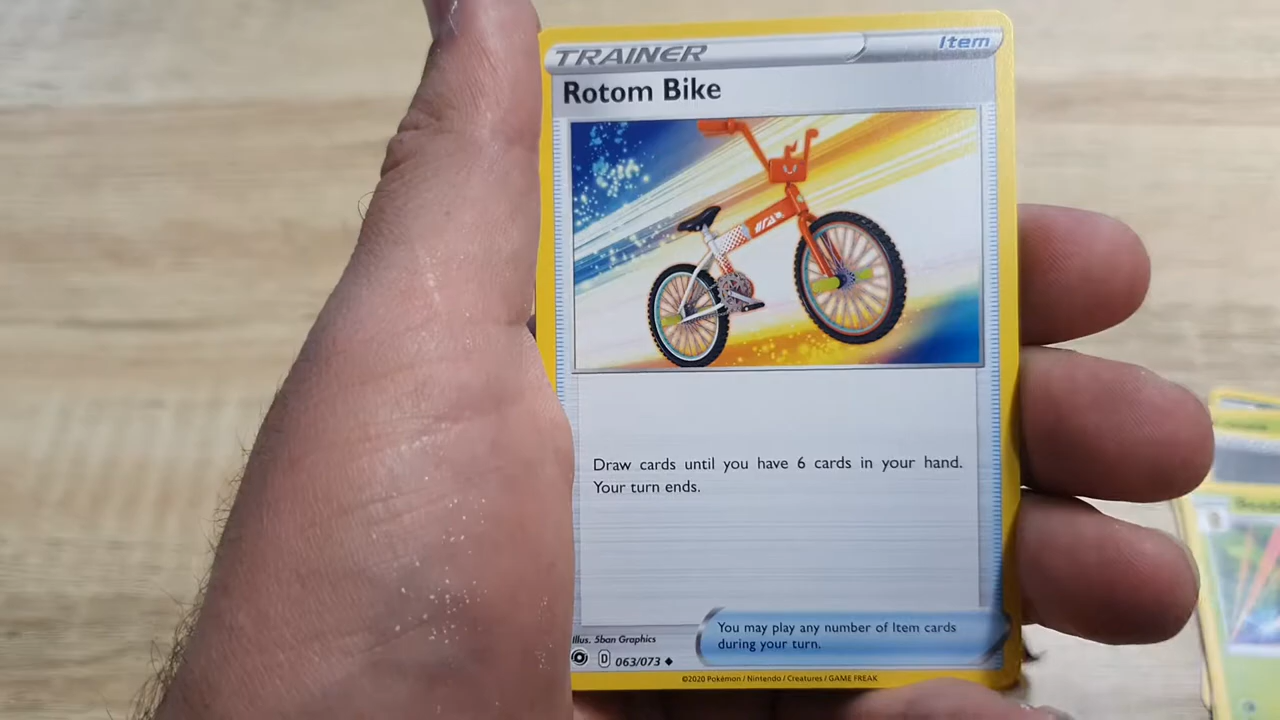 TRAINER Item
Rotom Bike
Draw cards until you have 6 cards in your hand.
Your turn ends.
You may play any number of Item cards
during your turn.
Illus. 5ban Graphics
D 063/073
©2020 Pokémon / Nintendo / Creatures / GAME FREAK